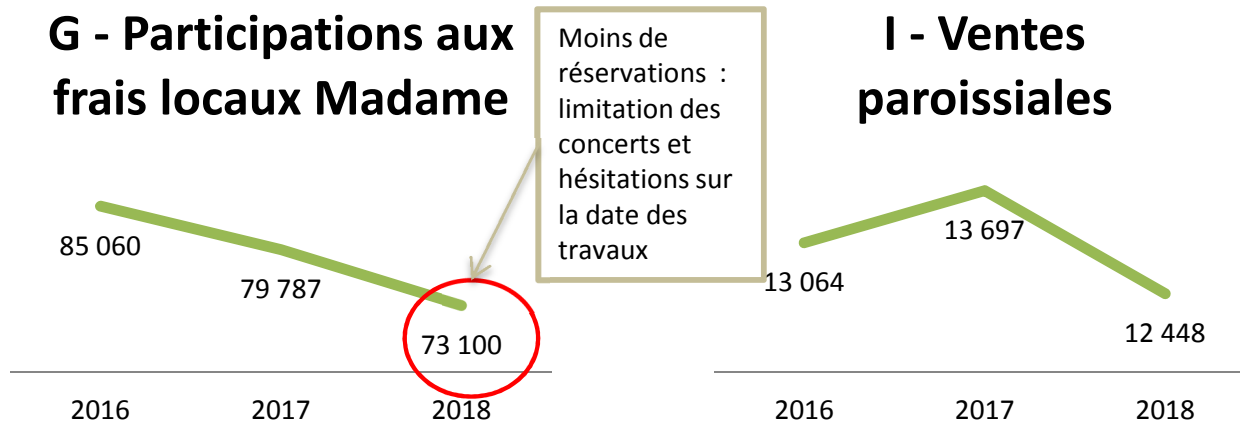 G - Participations aux
frais locaux Madame
85 060
79 787
73 100
2016 2017 2018
Moins de
réservations :
limitation des
concerts et
hésitations sur
la date des
travaux
I - Ventes
paroissiales
13 064
13 697
12 448
2016 2017 2018